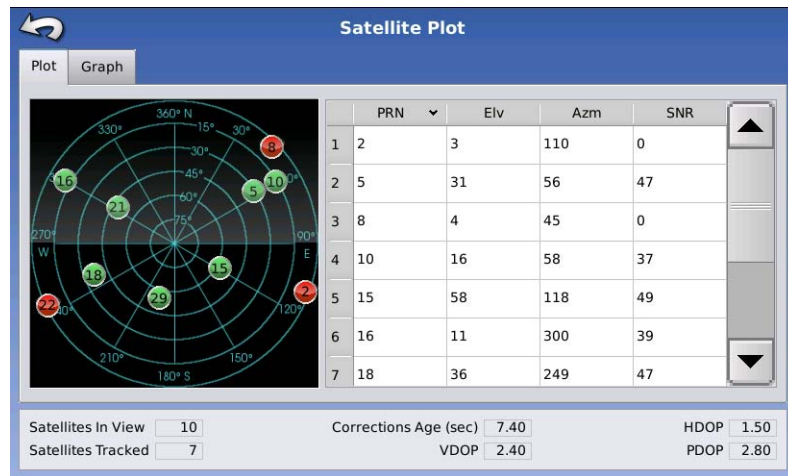 Satellite Plot
Plot Graph
360° N
330° 15° 30°
30°
45°
60°
75°
8
16
10
5
21
270° 90°
W E
15
18
29
2
22
120°
210° 150°
180° S
PRN Elv Azm SNR
1 2 3 110 0
2 5 31 56 47
3 8 4 45 0
4 10 16 58 37
5 15 58 118 49
6 16 11 300 39
7 18 36 249 47
Satellites In View 10 Corrections Age (sec) 7.40 HDOP 1.50
Satellites Tracked 7 VDOP 2.40 PDOP 2.80